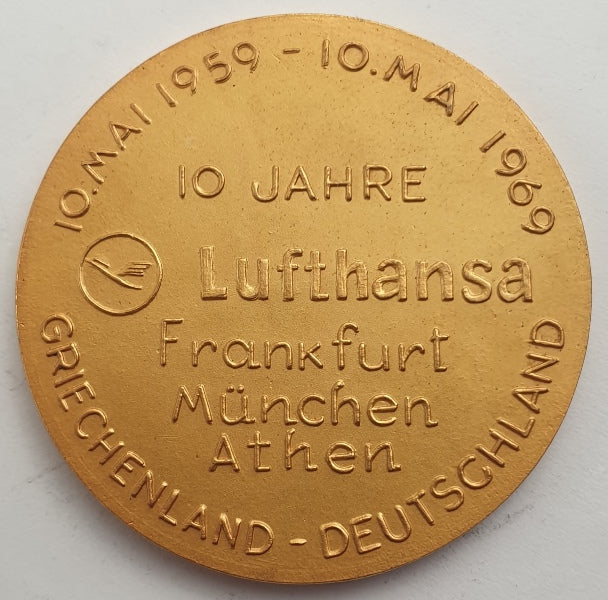 10.MAI 1959 - 10.MAI 1969
10 JAHRE
Lufthansa
Frankfurt
München
Athen
GRIECHENLAND - DEUTSCHLAND